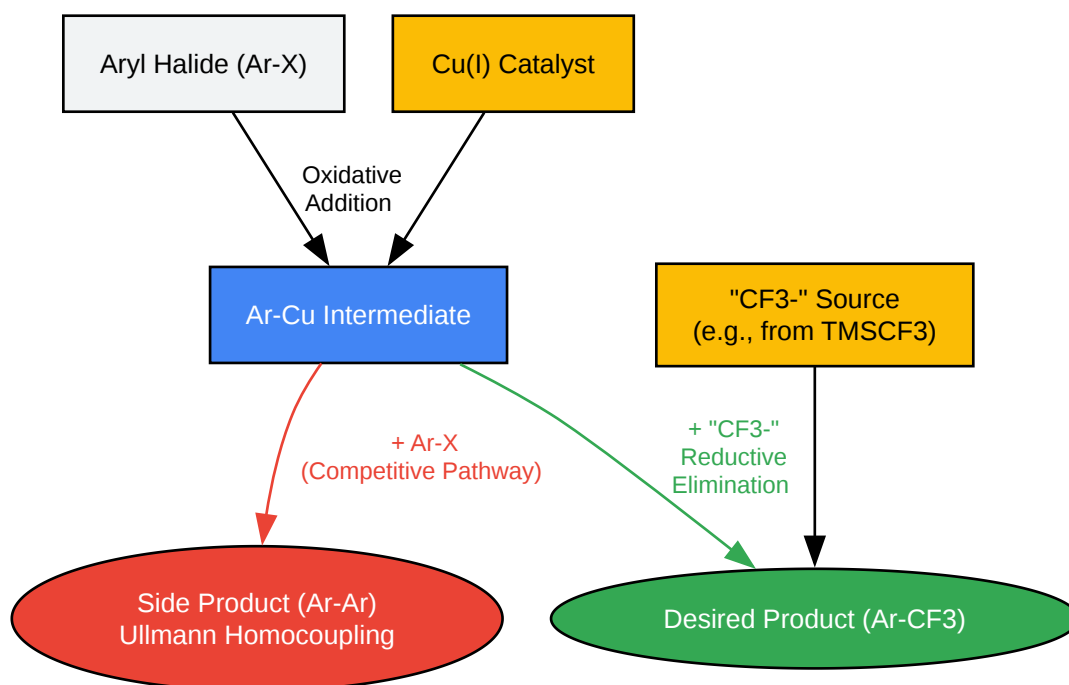 Aryl Halide (Ar-X)
Cu(I) Catalyst
Oxidative
Addition
Ar-Cu Intermediate
"CF3-" Source
(e.g., from TMSCF3)
+ Ar-X
(Competitive Pathway)
+ "CF3-"
Reductive
Elimination
Side Product (Ar-Ar)
Ullmann Homocoupling
Desired Product (Ar-CF3)